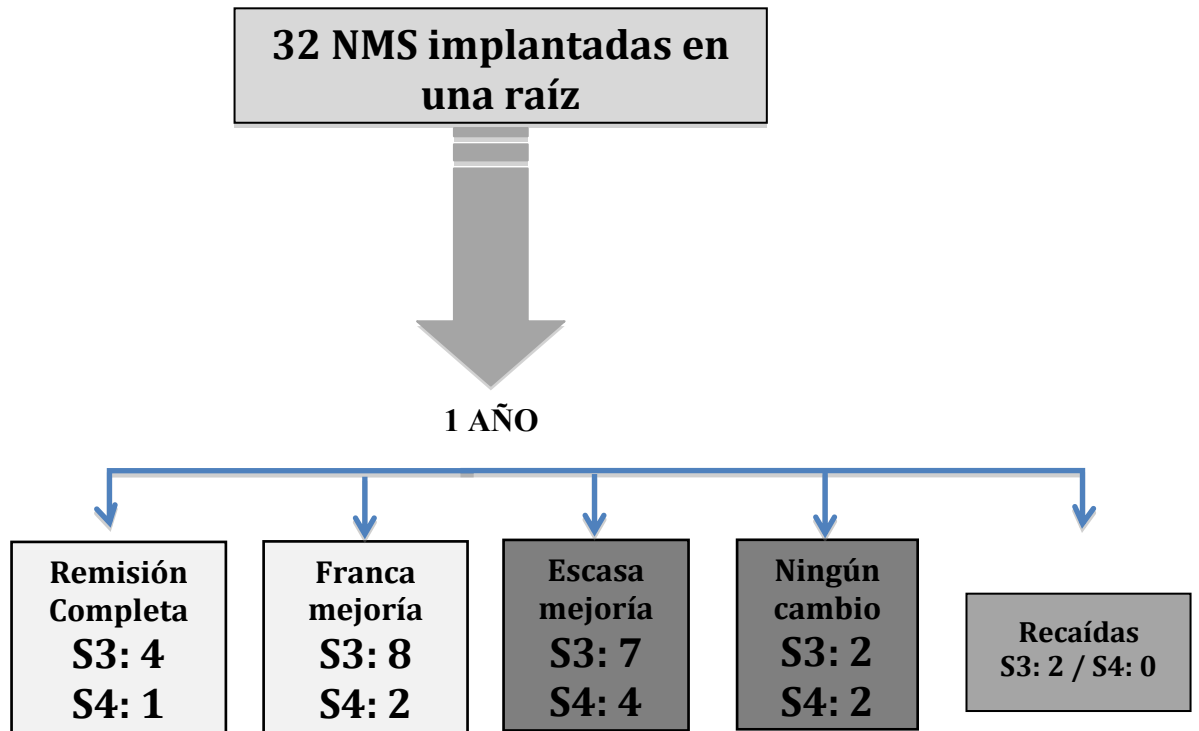 32 NMS implantadas en
una raíz
1 AÑO
Remisión
Completa
S3: 4
S4: 1
Franca
mejoría
S3: 8
S4: 2
Escasa
mejoría
S3: 7
S4: 4
Ningún
cambio
S3: 2
S4: 2
Recaídas
S3: 2 / S4: 0